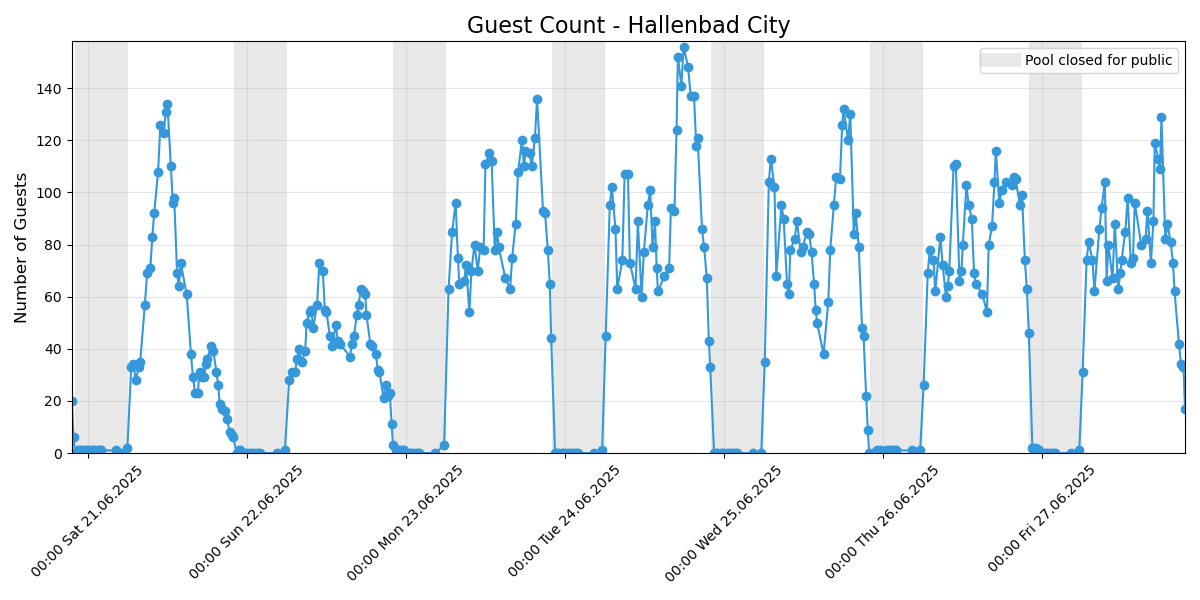 Guest Count - Hallenbad City
Pool closed for public
Number of Guests
140
120
100
80
60
40
20
0
00:00 Sat 21.06.2025
00:00 Sun 22.06.2025
00:00 Mon 23.06.2025
00:00 Tue 24.06.2025
00:00 Wed 25.06.2025
00:00 Thu 26.06.2025
00:00 Fri 27.06.2025